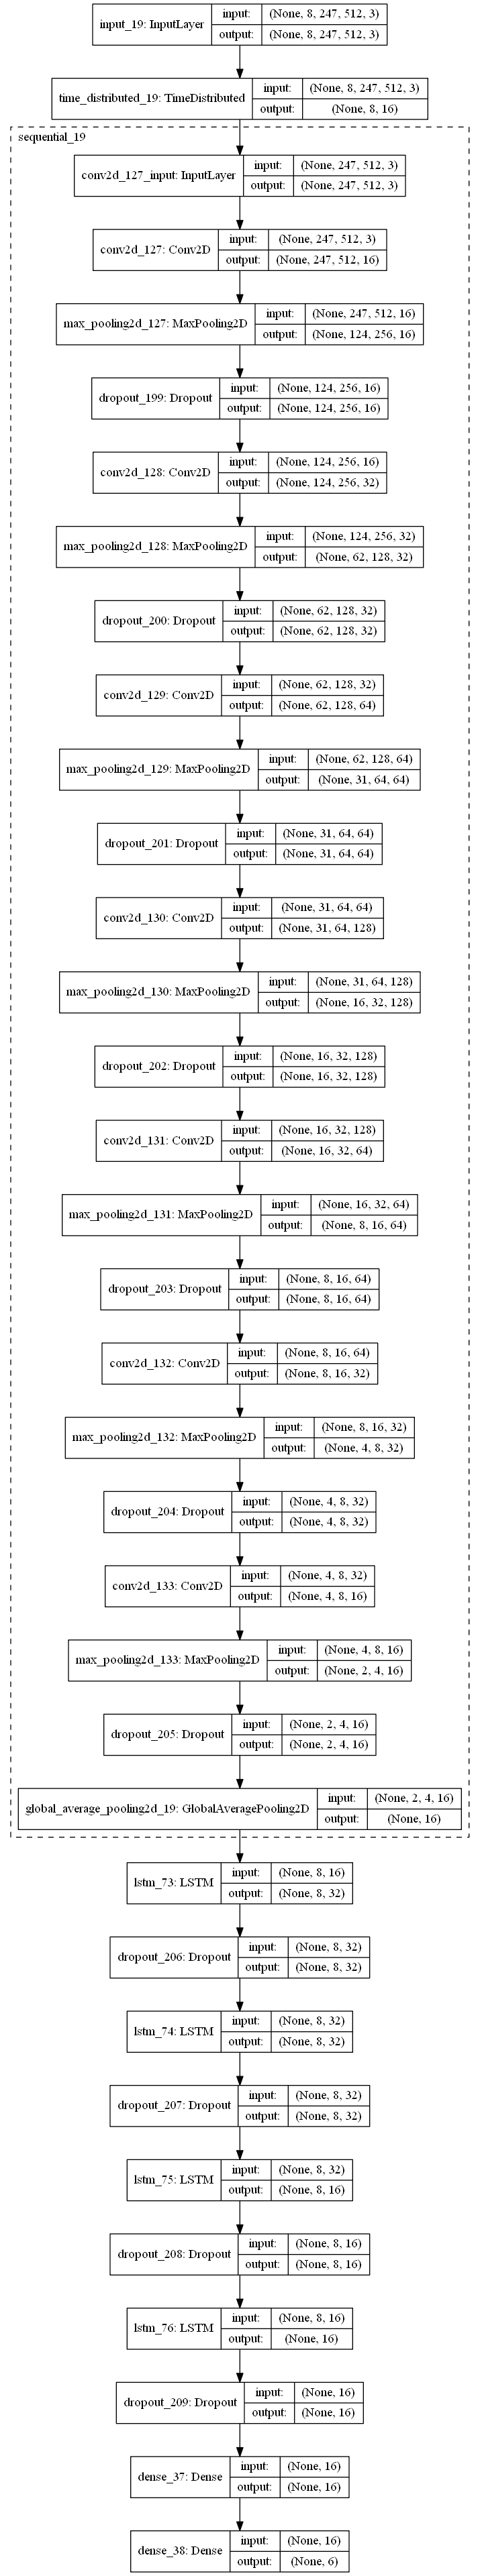 input_19: InputLayer
input: (None, 8, 247, 512, 3)
output: (None, 8, 247, 512, 3)
time_distributed_19: TimeDistributed
input: (None, 8, 247, 512, 3)
output: (None, 8, 16)
sequential_19
conv2d_127_input: InputLayer
input: (None, 247, 512, 3)
output: (None, 247, 512, 3)
conv2d_127: Conv2D
input: (None, 247, 512, 3)
output: (None, 247, 512, 16)
max_pooling2d_127: MaxPooling2D
input: (None, 247, 512, 16)
output: (None, 124, 256, 16)
dropout_199: Dropout
input: (None, 124, 256, 16)
output: (None, 124, 256, 16)
conv2d_128: Conv2D
input: (None, 124, 256, 16)
output: (None, 124, 256, 32)
max_pooling2d_128: MaxPooling2D
input: (None, 124, 256, 32)
output: (None, 62, 128, 32)
dropout_200: Dropout
input: (None, 62, 128, 32)
output: (None, 62, 128, 32)
conv2d_129: Conv2D
input: (None, 62, 128, 32)
output: (None, 62, 128, 64)
max_pooling2d_129: MaxPooling2D
input: (None, 62, 128, 64)
output: (None, 31, 64, 64)
dropout_201: Dropout
input: (None, 31, 64, 64)
output: (None, 31, 64, 64)
conv2d_130: Conv2D
input: (None, 31, 64, 64)
output: (None, 31, 64, 128)
max_pooling2d_130: MaxPooling2D
input: (None, 31, 64, 128)
output: (None, 16, 32, 128)
dropout_202: Dropout
input: (None, 16, 32, 128)
output: (None, 16, 32, 128)
conv2d_131: Conv2D
input: (None, 16, 32, 128)
output: (None, 16, 32, 64)
max_pooling2d_131: MaxPooling2D
input: (None, 16, 32, 64)
output: (None, 8, 16, 64)
dropout_203: Dropout
input: (None, 8, 16, 64)
output: (None, 8, 16, 64)
conv2d_132: Conv2D
input: (None, 8, 16, 64)
output: (None, 8, 16, 32)
max_pooling2d_132: MaxPooling2D
input: (None, 8, 16, 32)
output: (None, 4, 8, 32)
dropout_204: Dropout
input: (None, 4, 8, 32)
output: (None, 4, 8, 32)
conv2d_133: Conv2D
input: (None, 4, 8, 32)
output: (None, 4, 8, 16)
max_pooling2d_133: MaxPooling2D
input: (None, 4, 8, 16)
output: (None, 2, 4, 16)
dropout_205: Dropout
input: (None, 2, 4, 16)
output: (None, 2, 4, 16)
global_average_pooling2d_19: GlobalAveragePooling2D
input: (None, 2, 4, 16)
output: (None, 16)
lstm_73: LSTM
input: (None, 8, 16)
output: (None, 8, 32)
dropout_206: Dropout
input: (None, 8, 32)
output: (None, 8, 32)
lstm_74: LSTM
input: (None, 8, 32)
output: (None, 8, 32)
dropout_207: Dropout
input: (None, 8, 32)
output: (None, 8, 32)
lstm_75: LSTM
input: (None, 8, 32)
output: (None, 8, 16)
dropout_208: Dropout
input: (None, 8, 16)
output: (None, 8, 16)
lstm_76: LSTM
input: (None, 8, 16)
output: (None, 16)
dropout_209: Dropout
input: (None, 16)
output: (None, 16)
dense_37: Dense
input: (None, 16)
output: (None, 16)
dense_38: Dense
input: (None, 16)
output: (None, 6)